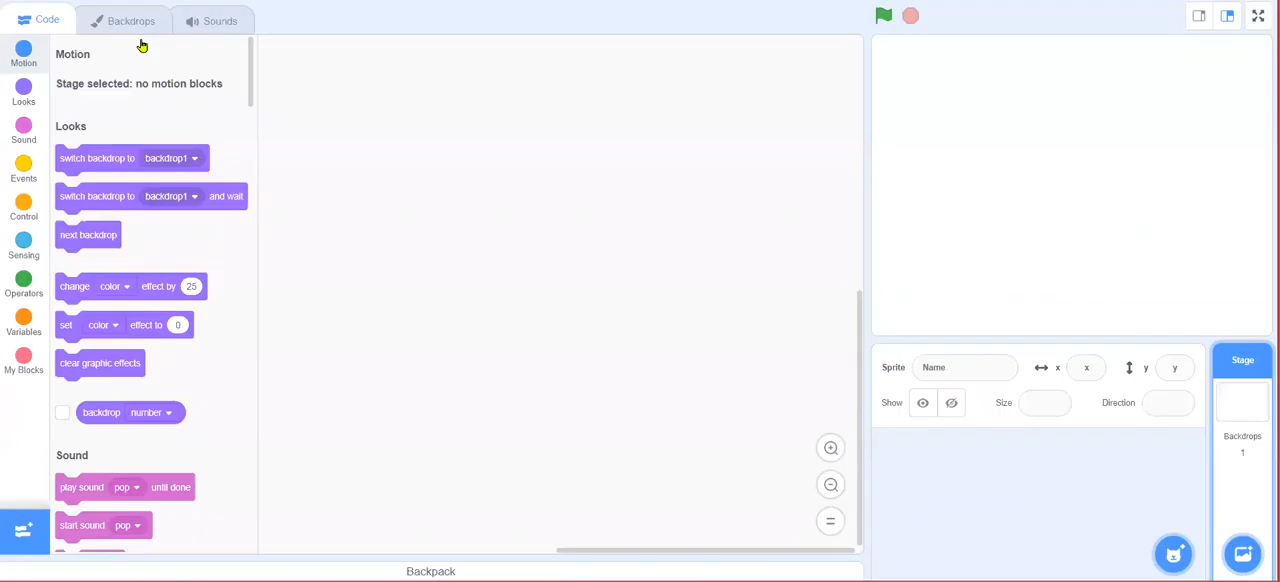 Code
Backdrops
Sounds
Motion
Looks
Sound
Events
Control
Sensing
Operators
Variables
My Blocks
Motion
Stage selected: no motion blocks
Looks
switch backdrop to backdrop1
switch backdrop to backdrop1 and wait
next backdrop
change color effect by 25
set color effect to 0
clear graphic effects
backdrop number
Sound
play sound pop until done
start sound pop
Sprite Name x x y y
Show Size Direction
Stage
Backdrops
1
Backpack